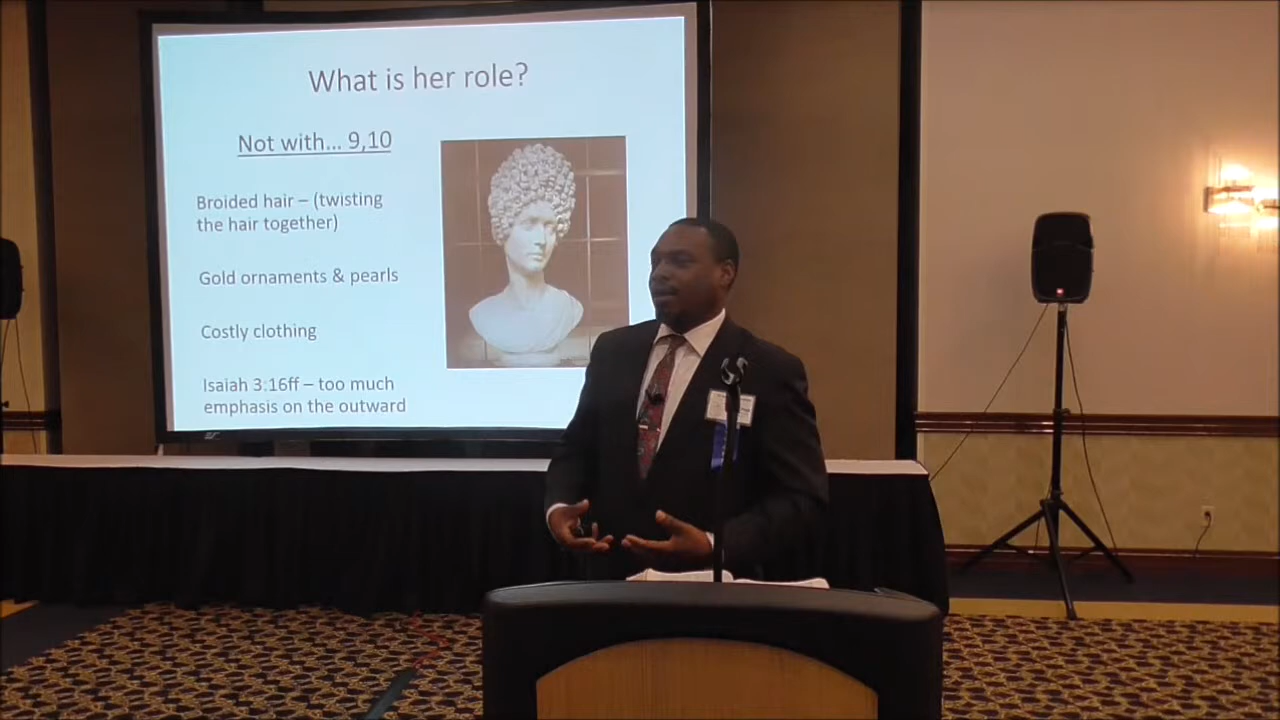 What is her role?
Not with... 9,10
Broided hair – (twisting
the hair together)
Gold ornaments & pearls
Costly clothing
Isaiah 3:16ff – too much
emphasis on the outward